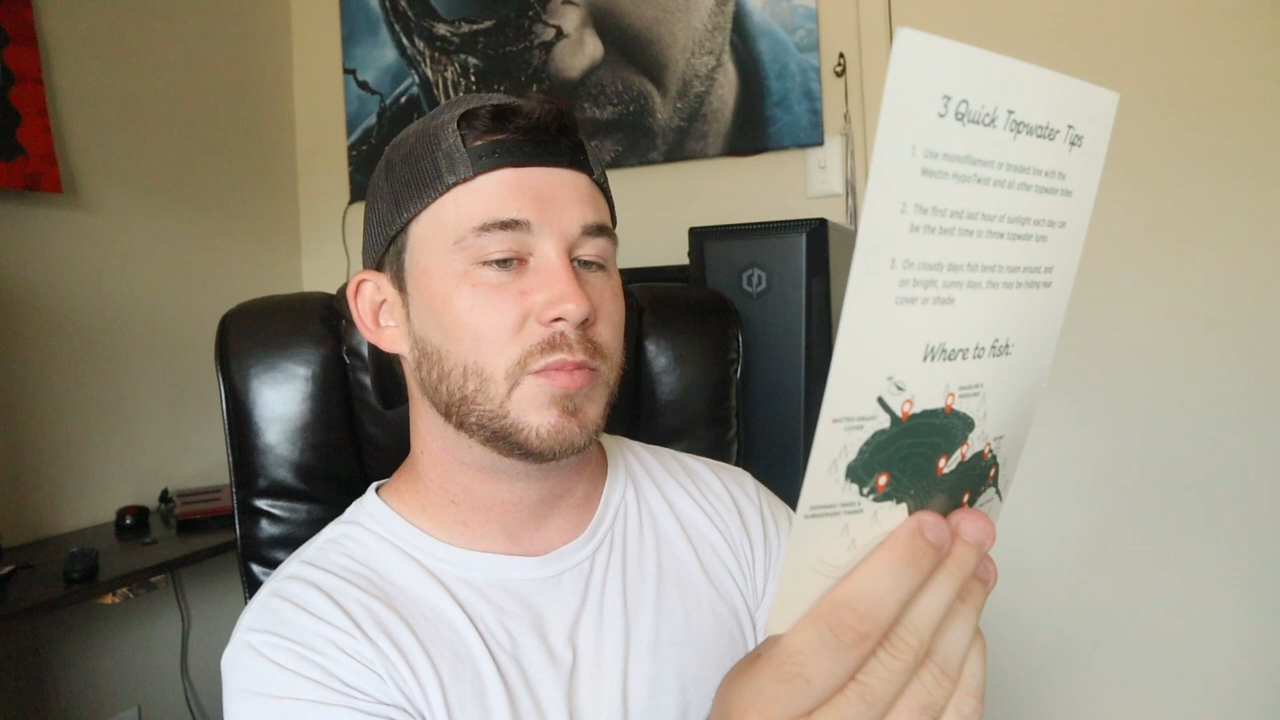 3 Quick Topwater Tips
1. Use monofilament or braided line with the
Westin HypoTwist and all other topwater baits
2. The first and last hour of sunlight each day can
be the best time to throw topwater lures
3. On cloudy days fish tend to roam around, and
on bright, sunny days, they may be hiding near
cover or shade
Where to fish: